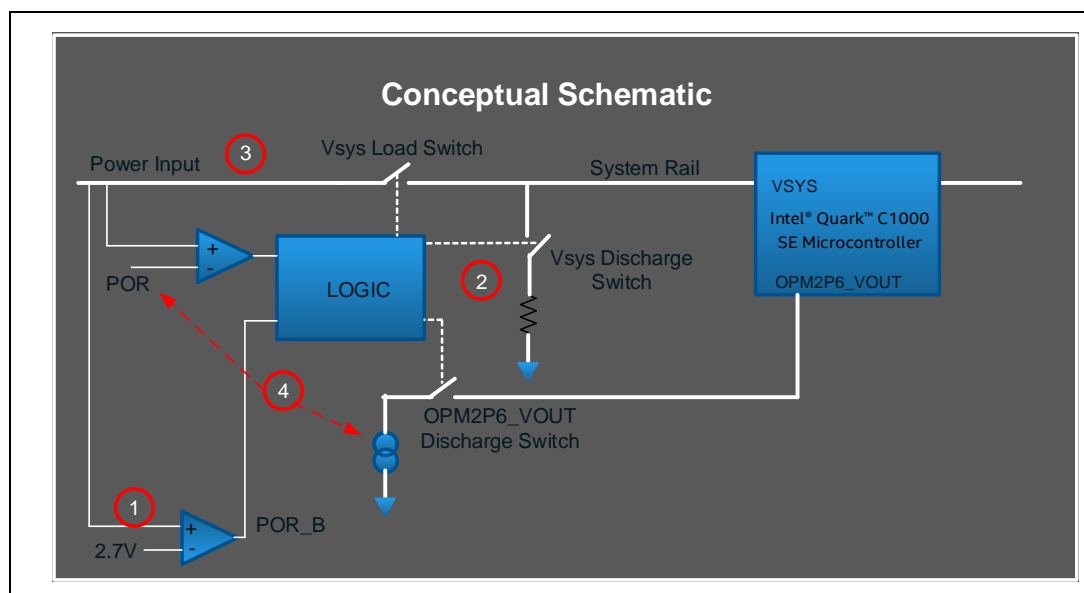 Conceptual Schematic
3
Vsys Load Switch
Power Input
System Rail
VSYS
Intel® Quark™ C1000
SE Microcontroller
OPM2P6_VOUT
+
-
POR
LOGIC
2
Vsys Discharge
Switch
4
OPM2P6_VOUT
Discharge Switch
1
POR_B
+
-
2.7V